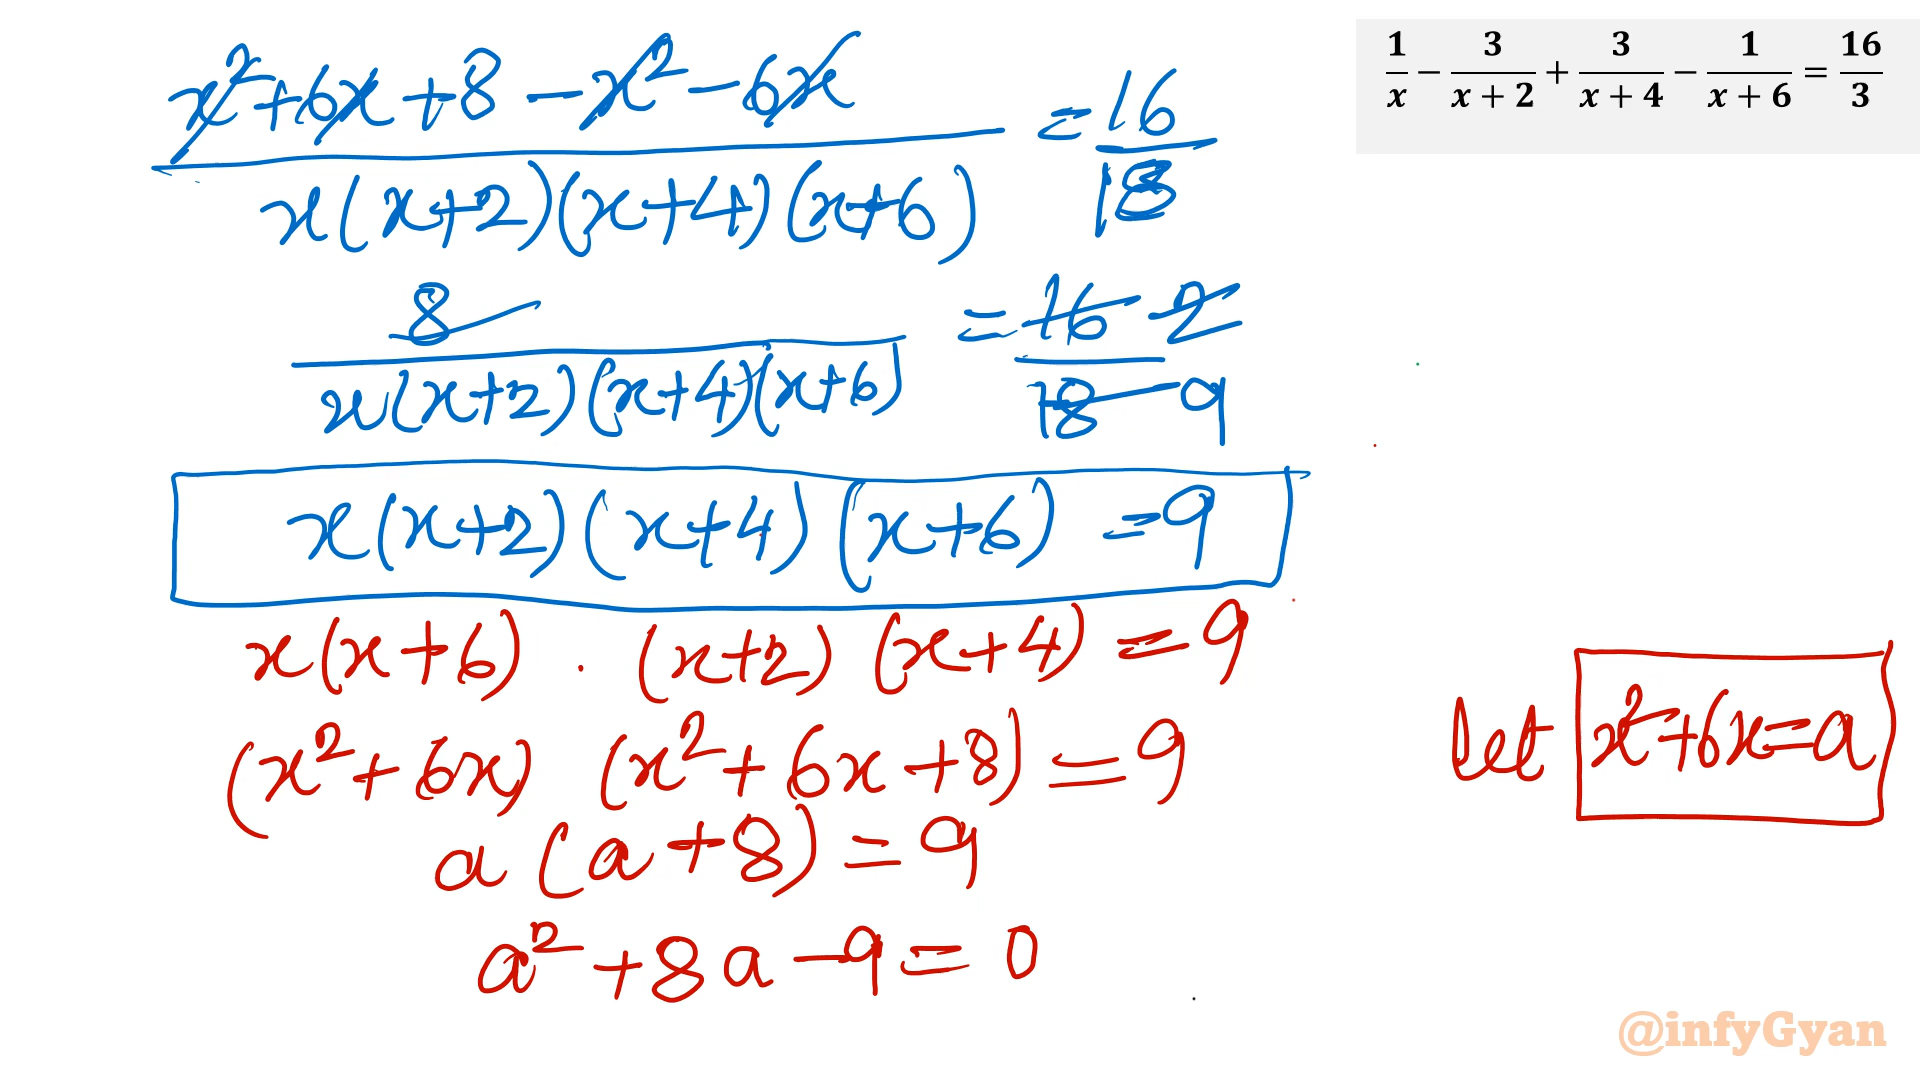 1/x − 3/(x + 2) + 3/(x + 4) − 1/(x + 6) = 16/3
(x²+6x+8−x²−6x)/(x(x+2)(x+4)(x+6)) = 16/18
8/(x(x+2)(x+4)(x+6)) = 16 2/18 9
x(x+2)(x+4)(x+6) = 9
x(x+6) . (x+2)(x+4) = 9
(x²+6x) (x²+6x+8) = 9
Let x²+6x=a
a(a+8) = 9
a²+8a−9=0
@infyGyan